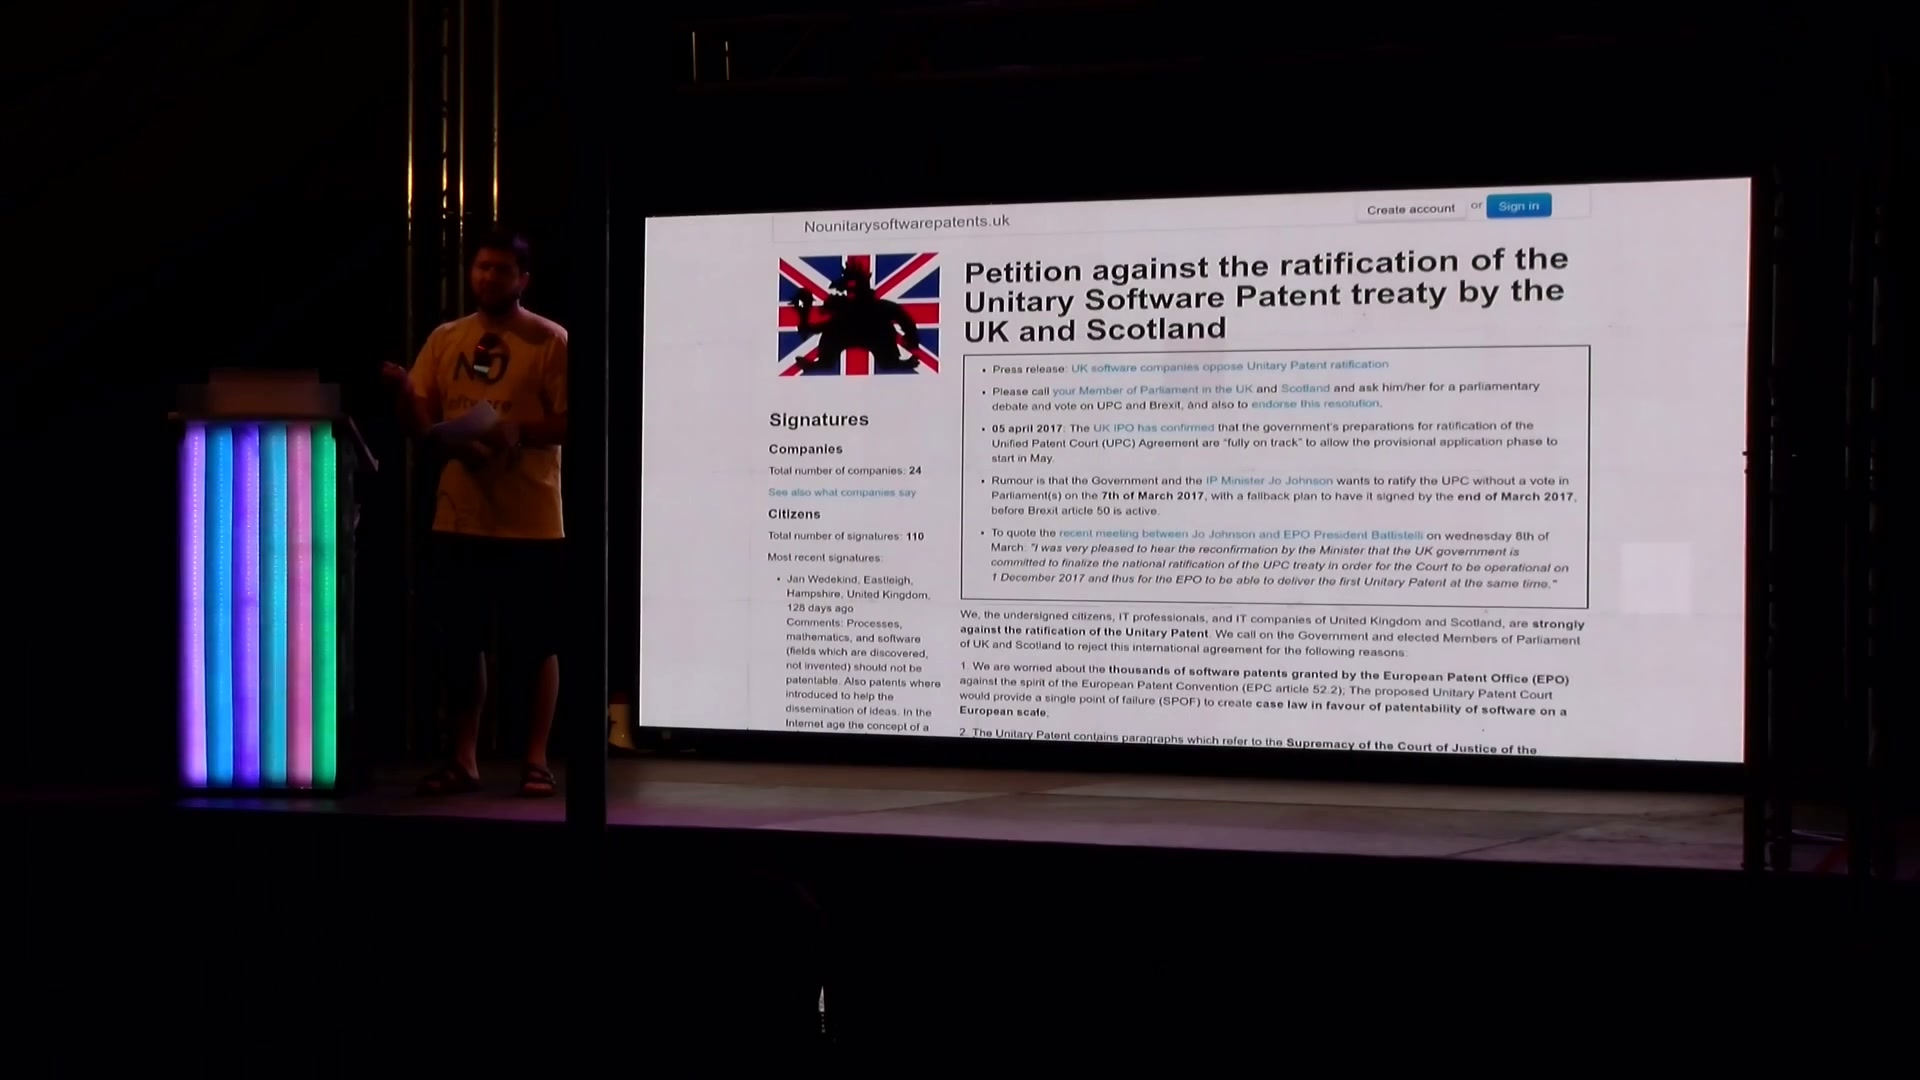 Nounitarysoftwarepatents.uk
Create account or Sign in
Petition against the ratification of the
Unitary Software Patent treaty by the
UK and Scotland
Signatures
Companies
Total number of companies: 24
See also what companies say
Citizens
Total number of signatures: 110
Most recent signatures:
• Jan Wedekind, Eastleigh,
Hampshire, United Kingdom,
128 days ago
Comments: Processes,
mathematics, and software
(fields which are discovered,
not invented) should not be
patentable. Also patents where
introduced to help the
dissemination of ideas. In the
Internet age the concept of a
• Press release: UK software companies oppose Unitary Patent ratification
• Please call your Member of Parliament in the UK and Scotland and ask him/her for a parliamentary
debate and vote on UPC and Brexit, and also to endorse this resolution.
• 05 april 2017: The UK IPO has confirmed that the government's preparations for ratification of the
Unified Patent Court (UPC) Agreement are "fully on track" to allow the provisional application phase to
start in May.
• Rumour is that the Government and the IP Minister Jo Johnson wants to ratify the UPC without a vote in
Parliament(s) on the 7th of March 2017, with a fallback plan to have it signed by the end of March 2017,
before Brexit article 50 is active.
• To quote the recent meeting between Jo Johnson and EPO President Battistelli on wednesday 8th of
March: "I was very pleased to hear the reconfirmation by the Minister that the UK government is
committed to finalize the national ratification of the UPC treaty in order for the Court to be operational on
1 December 2017 and thus for the EPO to be able to deliver the first Unitary Patent at the same time."
We, the undersigned citizens, IT professionals, and IT companies of United Kingdom and Scotland, are strongly
against the ratification of the Unitary Patent. We call on the Government and elected Members of Parliament
of UK and Scotland to reject this international agreement for the following reasons:
1. We are worried about the thousands of software patents granted by the European Patent Office (EPO)
against the spirit of the European Patent Convention (EPC article 52.2); The proposed Unitary Patent Court
would provide a single point of failure (SPOF) to create case law in favour of patentability of software on a
European scale;
2. The Unitary Patent contains paragraphs which refer to the Supremacy of the Court of Justice of the
NO
software